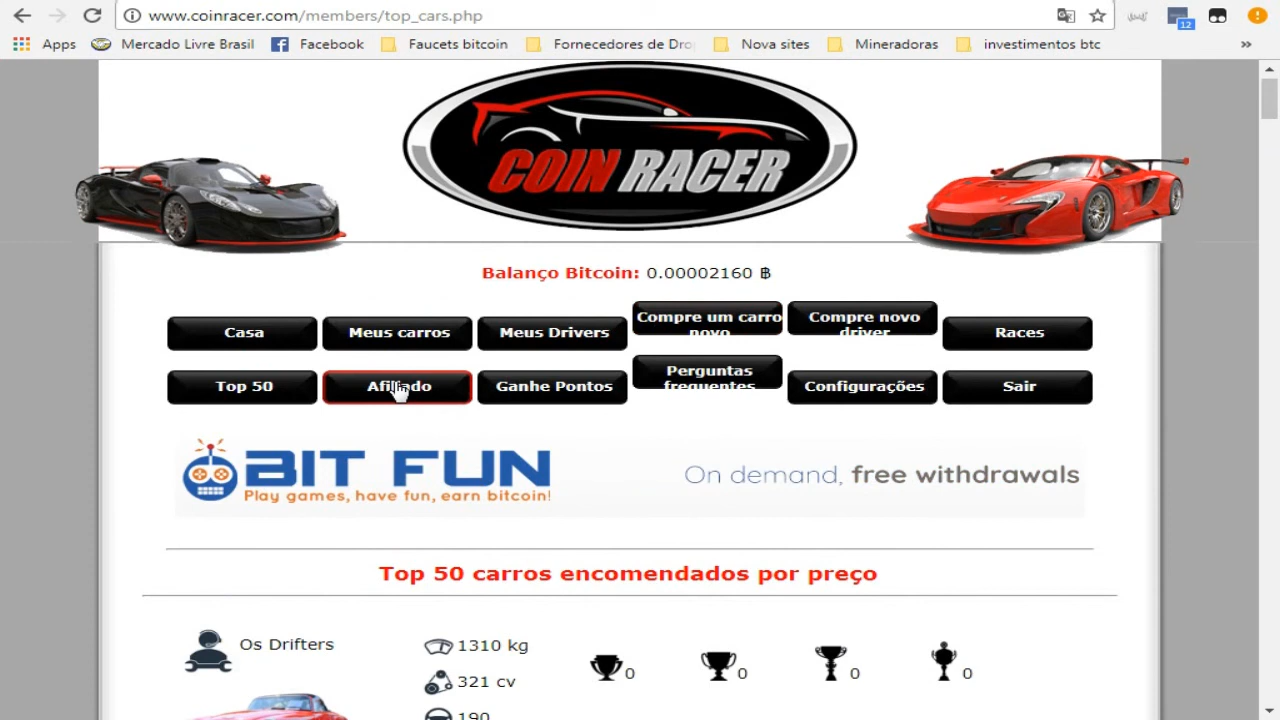 www.coinracer.com/members/top_cars.php
12
Apps Mercado Livre Brasil Facebook Faucets bitcoin Fornecedores de Dro Nova sites Mineradoras investimentos btc »
COIN RACER
Balanço Bitcoin: 0.00002160 ฿
Casa Meus carros Meus Drivers Compre um carro novo Compre novo driver Races
Top 50 Afiliado Ganhe Pontos Perguntas frequentes Configurações Sair
BIT FUN
Play games, have fun, earn bitcoin!
On demand, free withdrawals
Top 50 carros encomendados por preço
Os Drifters
1310 kg
0 0 0 0
321 cv
190